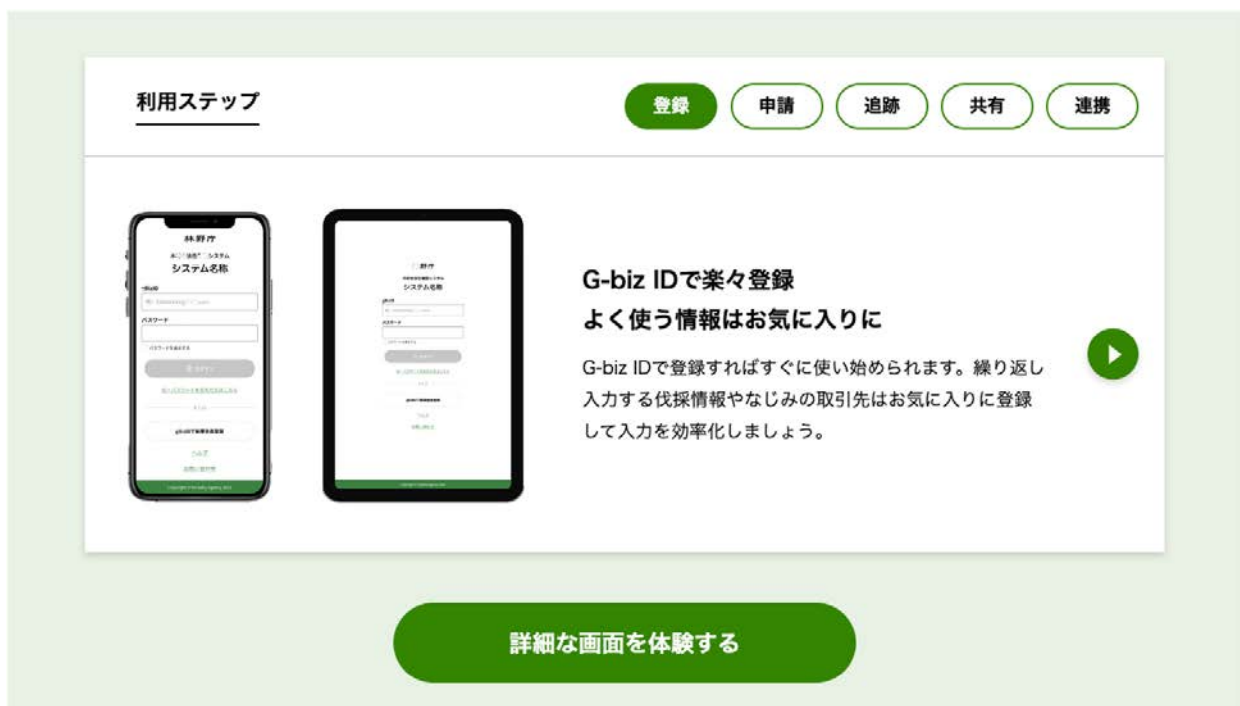 利用ステップ
登録
申請
追跡
共有
連携
林野庁
システム名称
パスワード
システム名称
G-biz IDで楽々登録
よく使う情報はお気に入りに
G-biz IDで登録すればすぐに使い始められます。繰り返し
入力する伐採情報やなじみの取引先はお気に入りに登録
して入力を効率化しましょう。
詳細な画面を体験する